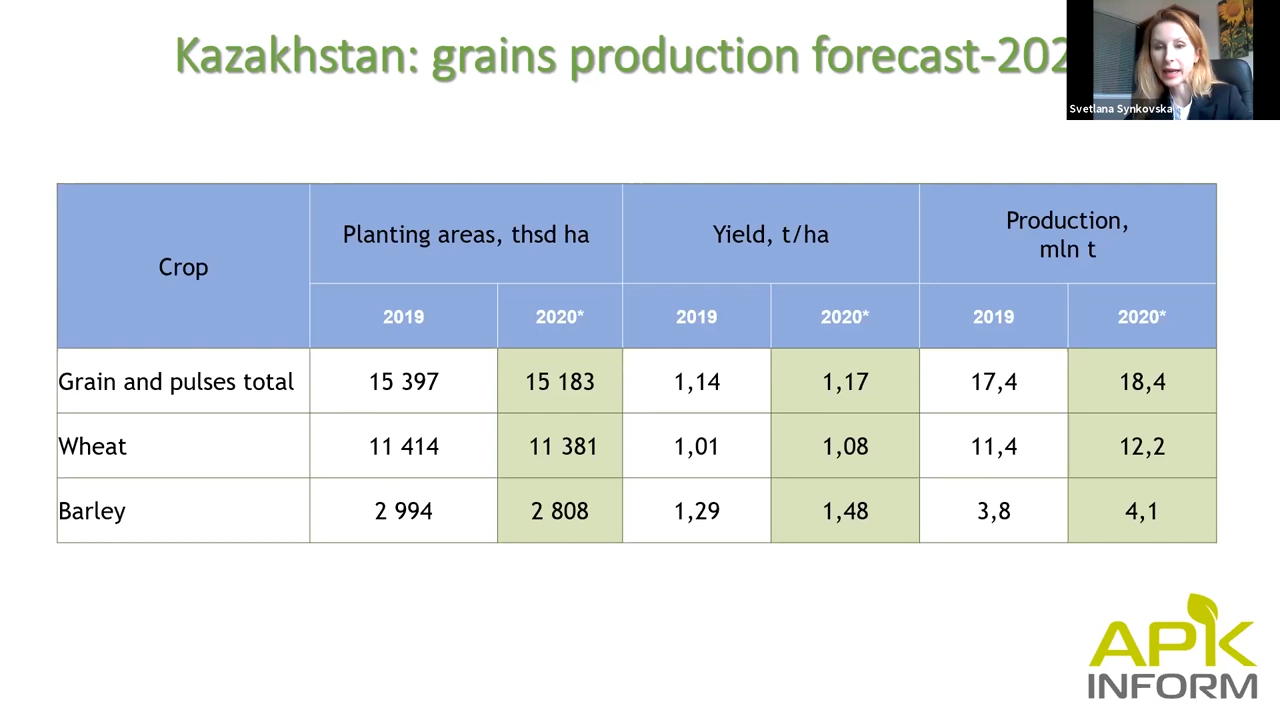 Kazakhstan: grains production forecast-202
Svetlana Synkovska
Crop
Planting areas, thsd ha
Yield, t/ha
Production,
mln t
2019 2020* 2019 2020* 2019 2020*
Grain and pulses total 15 397 15 183 1,14 1,17 17,4 18,4
Wheat 11 414 11 381 1,01 1,08 11,4 12,2
Barley 2 994 2 808 1,29 1,48 3,8 4,1
APK
INFORM